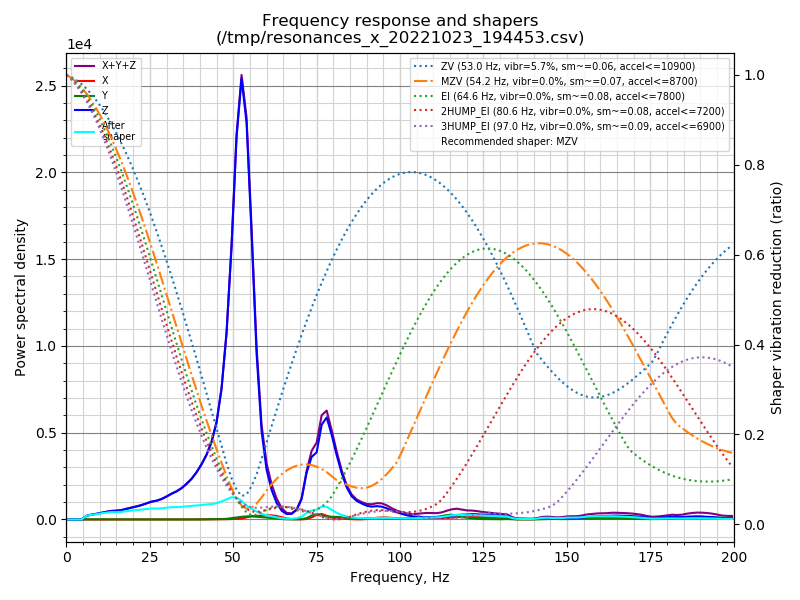 Frequency response and shapers
(/tmp/resonances_x_20221023_194453.csv)
1e4
X+Y+Z
X
Y
Z
After
shaper
ZV (53.0 Hz, vibr=5.7%, sm~=0.06, accel<=10900)
MZV (54.2 Hz, vibr=0.0%, sm~=0.07, accel<=8700)
EI (64.6 Hz, vibr=0.0%, sm~=0.08, accel<=7800)
2HUMP_EI (80.6 Hz, vibr=0.0%, sm~=0.08, accel<=7200)
3HUMP_EI (97.0 Hz, vibr=0.0%, sm~=0.09, accel<=6900)
Recommended shaper: MZV
Power spectral density
2.5
2.0
1.5
1.0
0.5
0.0
1.0
0.8
0.6
0.4
0.2
0.0
Shaper vibration reduction (ratio)
0 25 50 75 100 125 150 175 200
Frequency, Hz